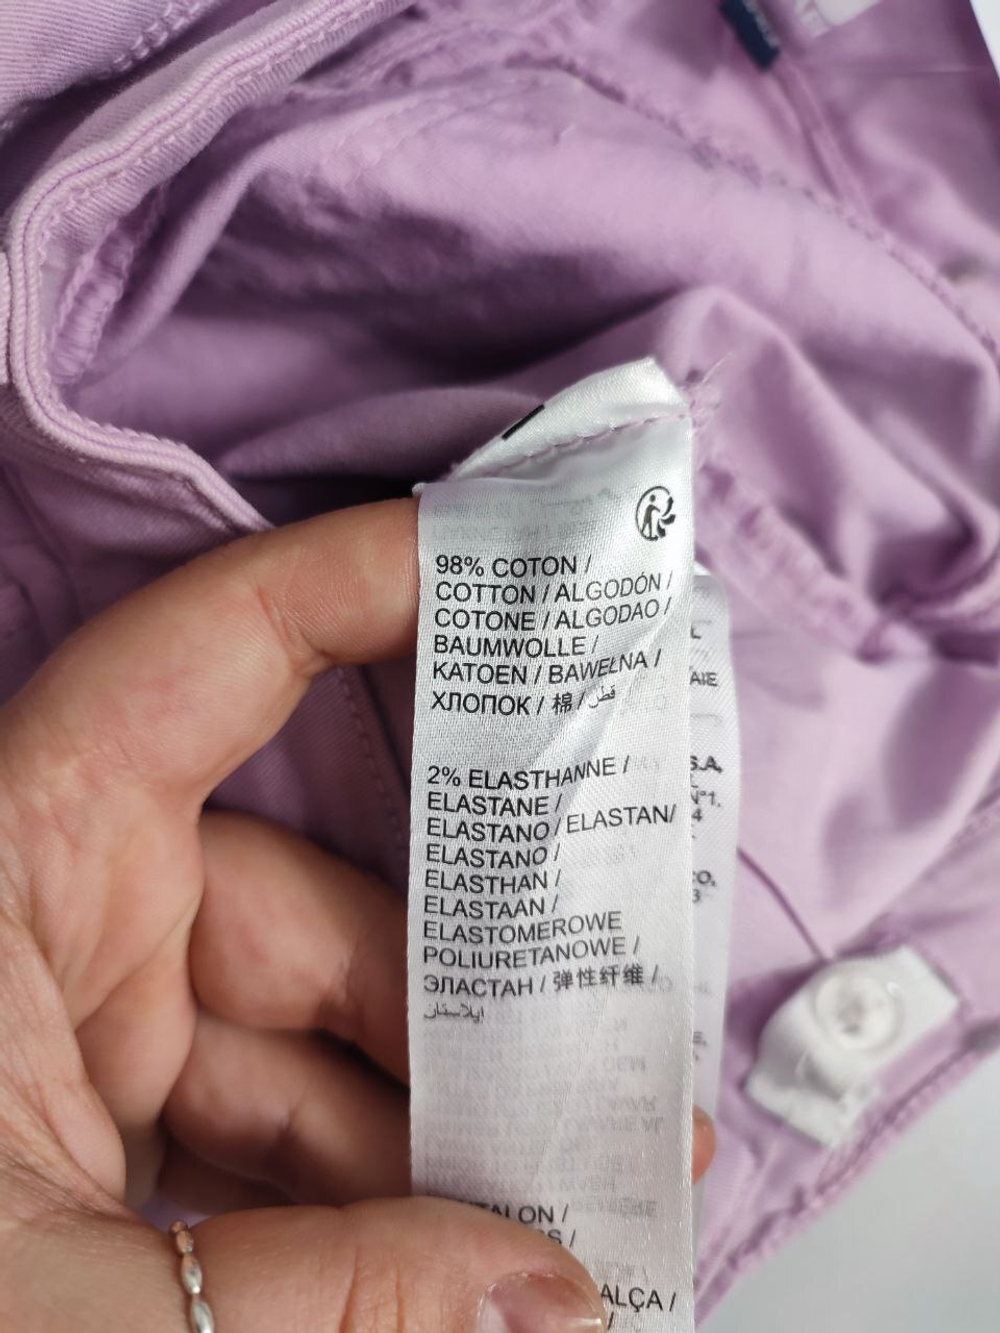 98% COTON /
COTTON / ALGODÓN /
COTONE / ALGODAO /
BAUMWOLLE /
KATOEN / BAWEŁNA /
ХЛОПОК / 棉 / قطن
2% ELASTHANNE /
ELASTANE /
ELASTANO / ELASTAN/
ELASTANO /
ELASTHAN /
ELASTAAN /
ELASTOMEROWE
POLIURETANOWE /
ЭЛАСТАН / 弹性纤维 /
ايلاستان
S.A.
N°1,